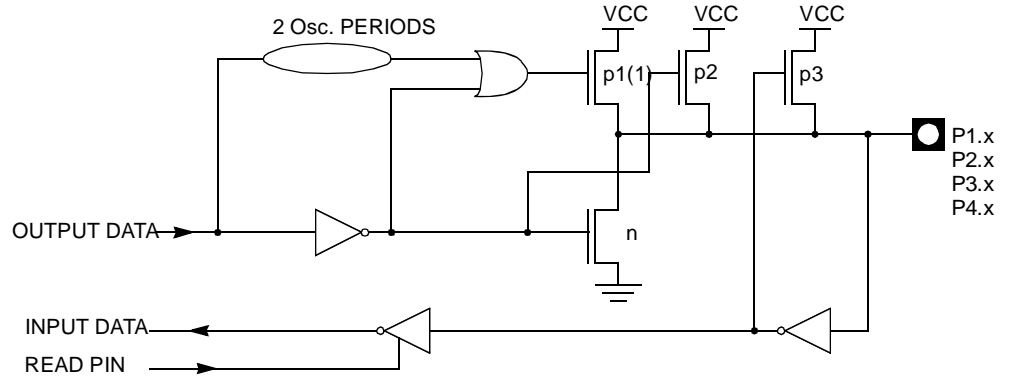 VCC
VCC
VCC
2 Osc. PERIODS
p1(1)
p2
p3
P1.x
P2.x
P3.x
P4.x
OUTPUT DATA
n
INPUT DATA
READ PIN